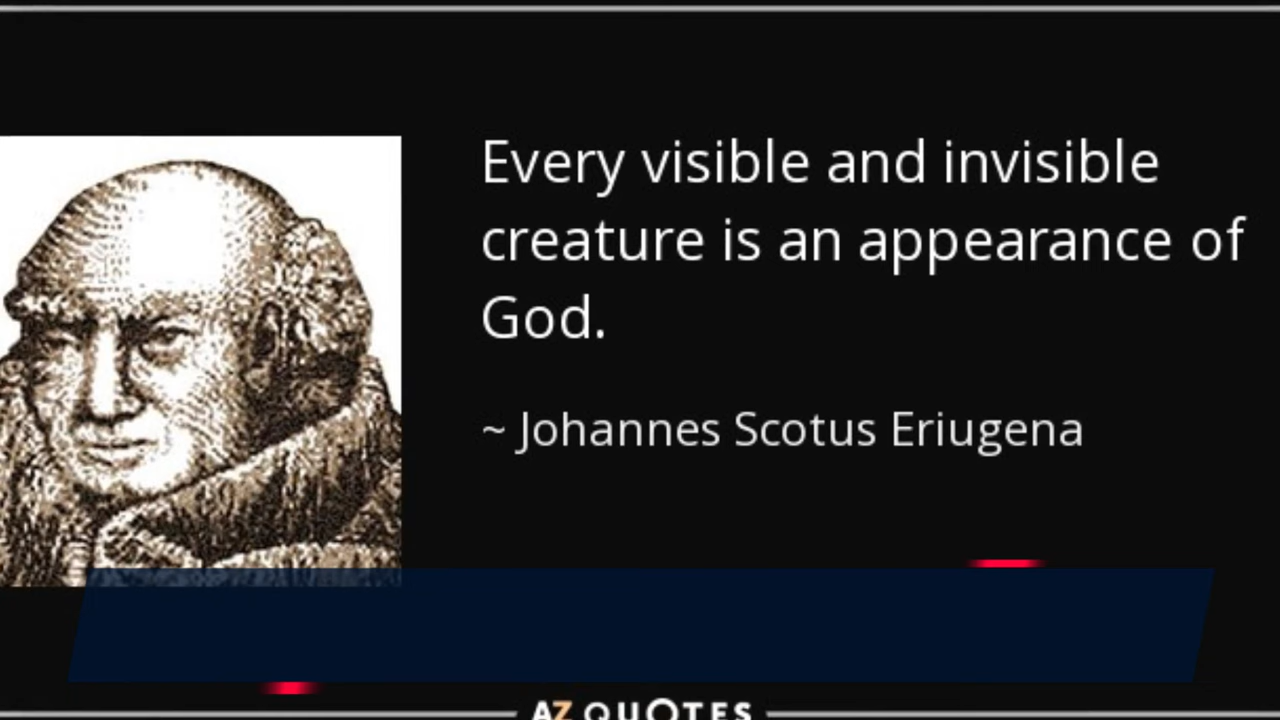 Every visible and invisible
creature is an appearance of
God.
~ Johannes Scotus Eriugena
AZ QUOTES